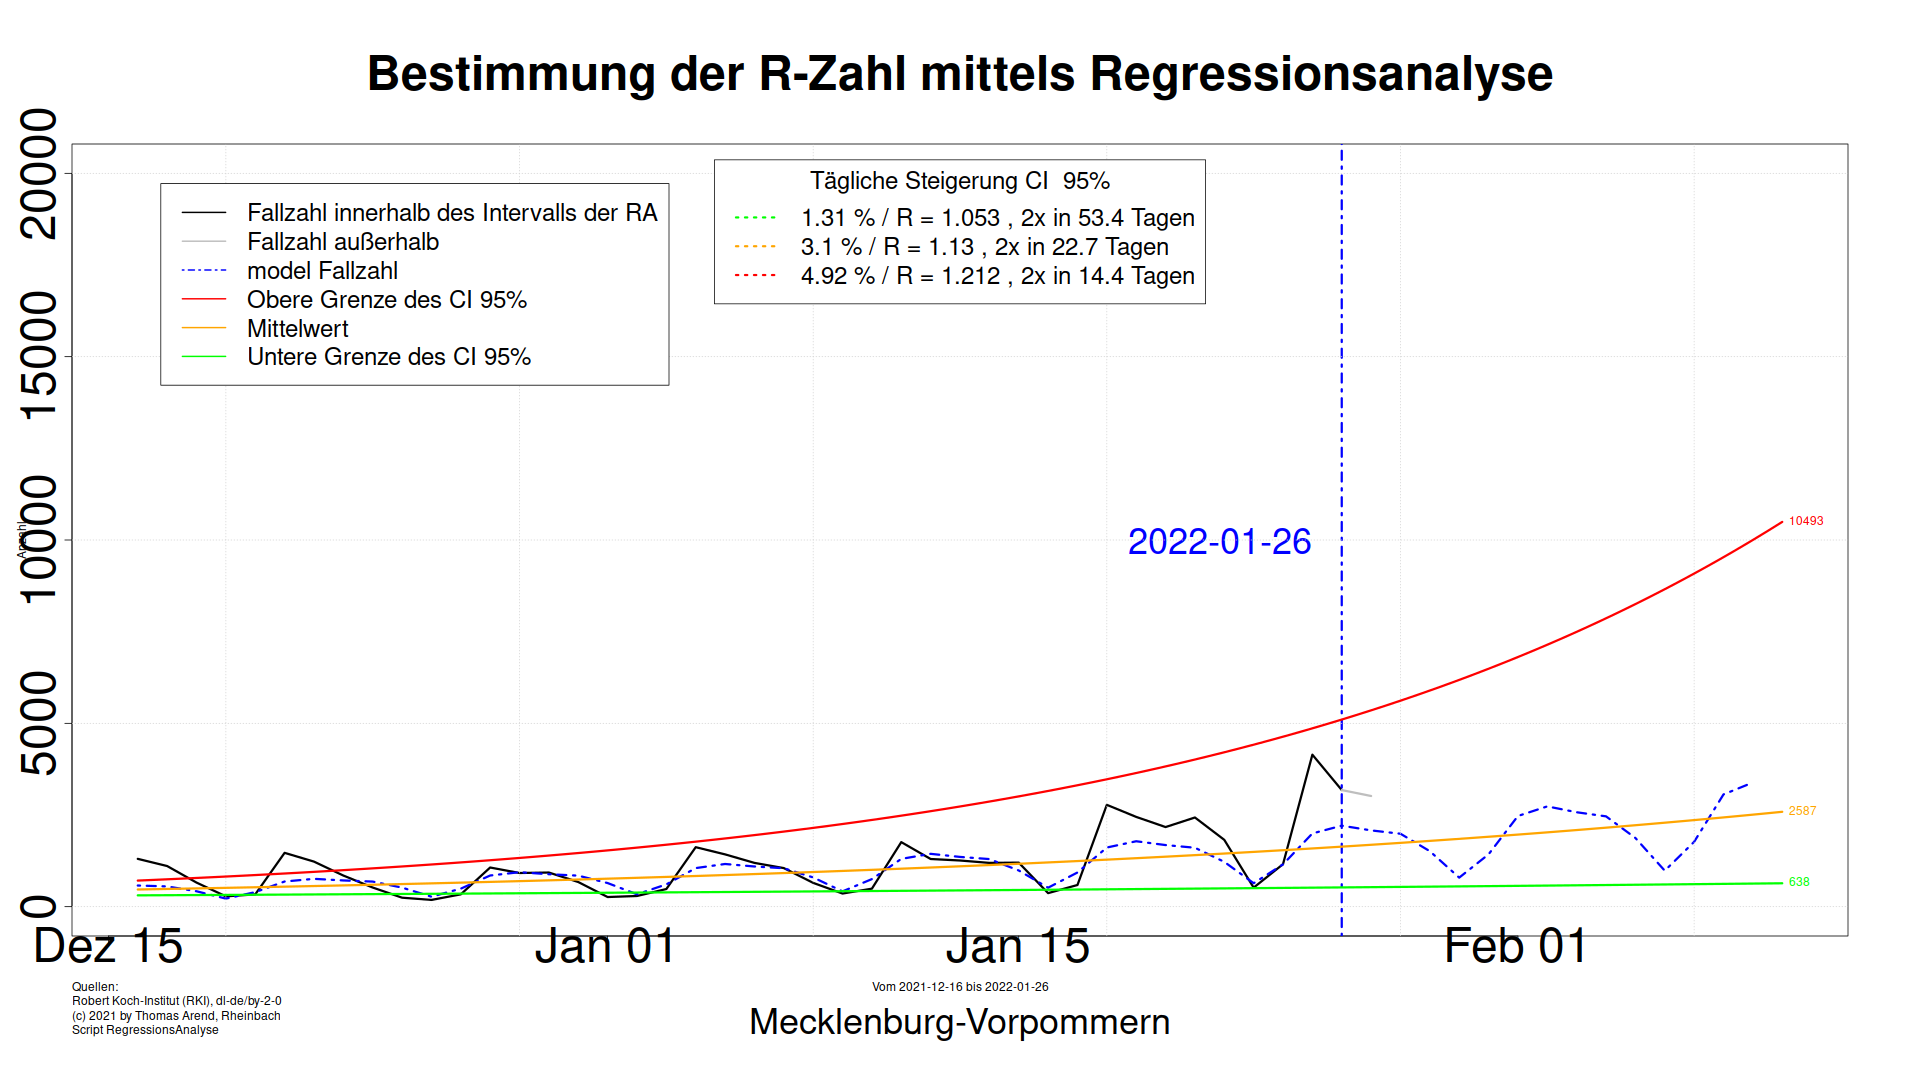 Bestimmung der R-Zahl mittels Regressionsanalyse
20000
15000
10000
5000
0
Anzahl
Fallzahl innerhalb des Intervalls der RA
Fallzahl außerhalb
model Fallzahl
Obere Grenze des CI 95%
Mittelwert
Untere Grenze des CI 95%
Tägliche Steigerung CI  95%
1.31 % / R = 1.053 , 2x in 53.4 Tagen
3.1 % / R = 1.13 , 2x in 22.7 Tagen
4.92 % / R = 1.212 , 2x in 14.4 Tagen
2022-01-26
10493
2587
638
Dez 15
Jan 01
Jan 15
Feb 01
Quellen:
Robert Koch-Institut (RKI), dl-de/by-2-0
(c) 2021 by Thomas Arend, Rheinbach
Script RegressionsAnalyse
Vom 2021-12-16 bis 2022-01-26
Mecklenburg-Vorpommern